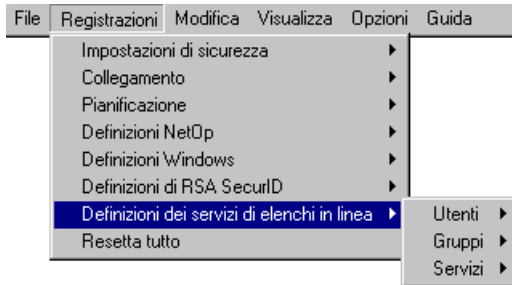 File Registrazioni Modifica Visualizza Opzioni Guida
Impostazioni di sicurezza
Collegamento
Pianificazione
Definizioni NetOp
Definizioni Windows
Definizioni di RSA SecurID
Definizioni dei servizi di elenchi in linea
Resetta tutto
Utenti
Gruppi
Servizi